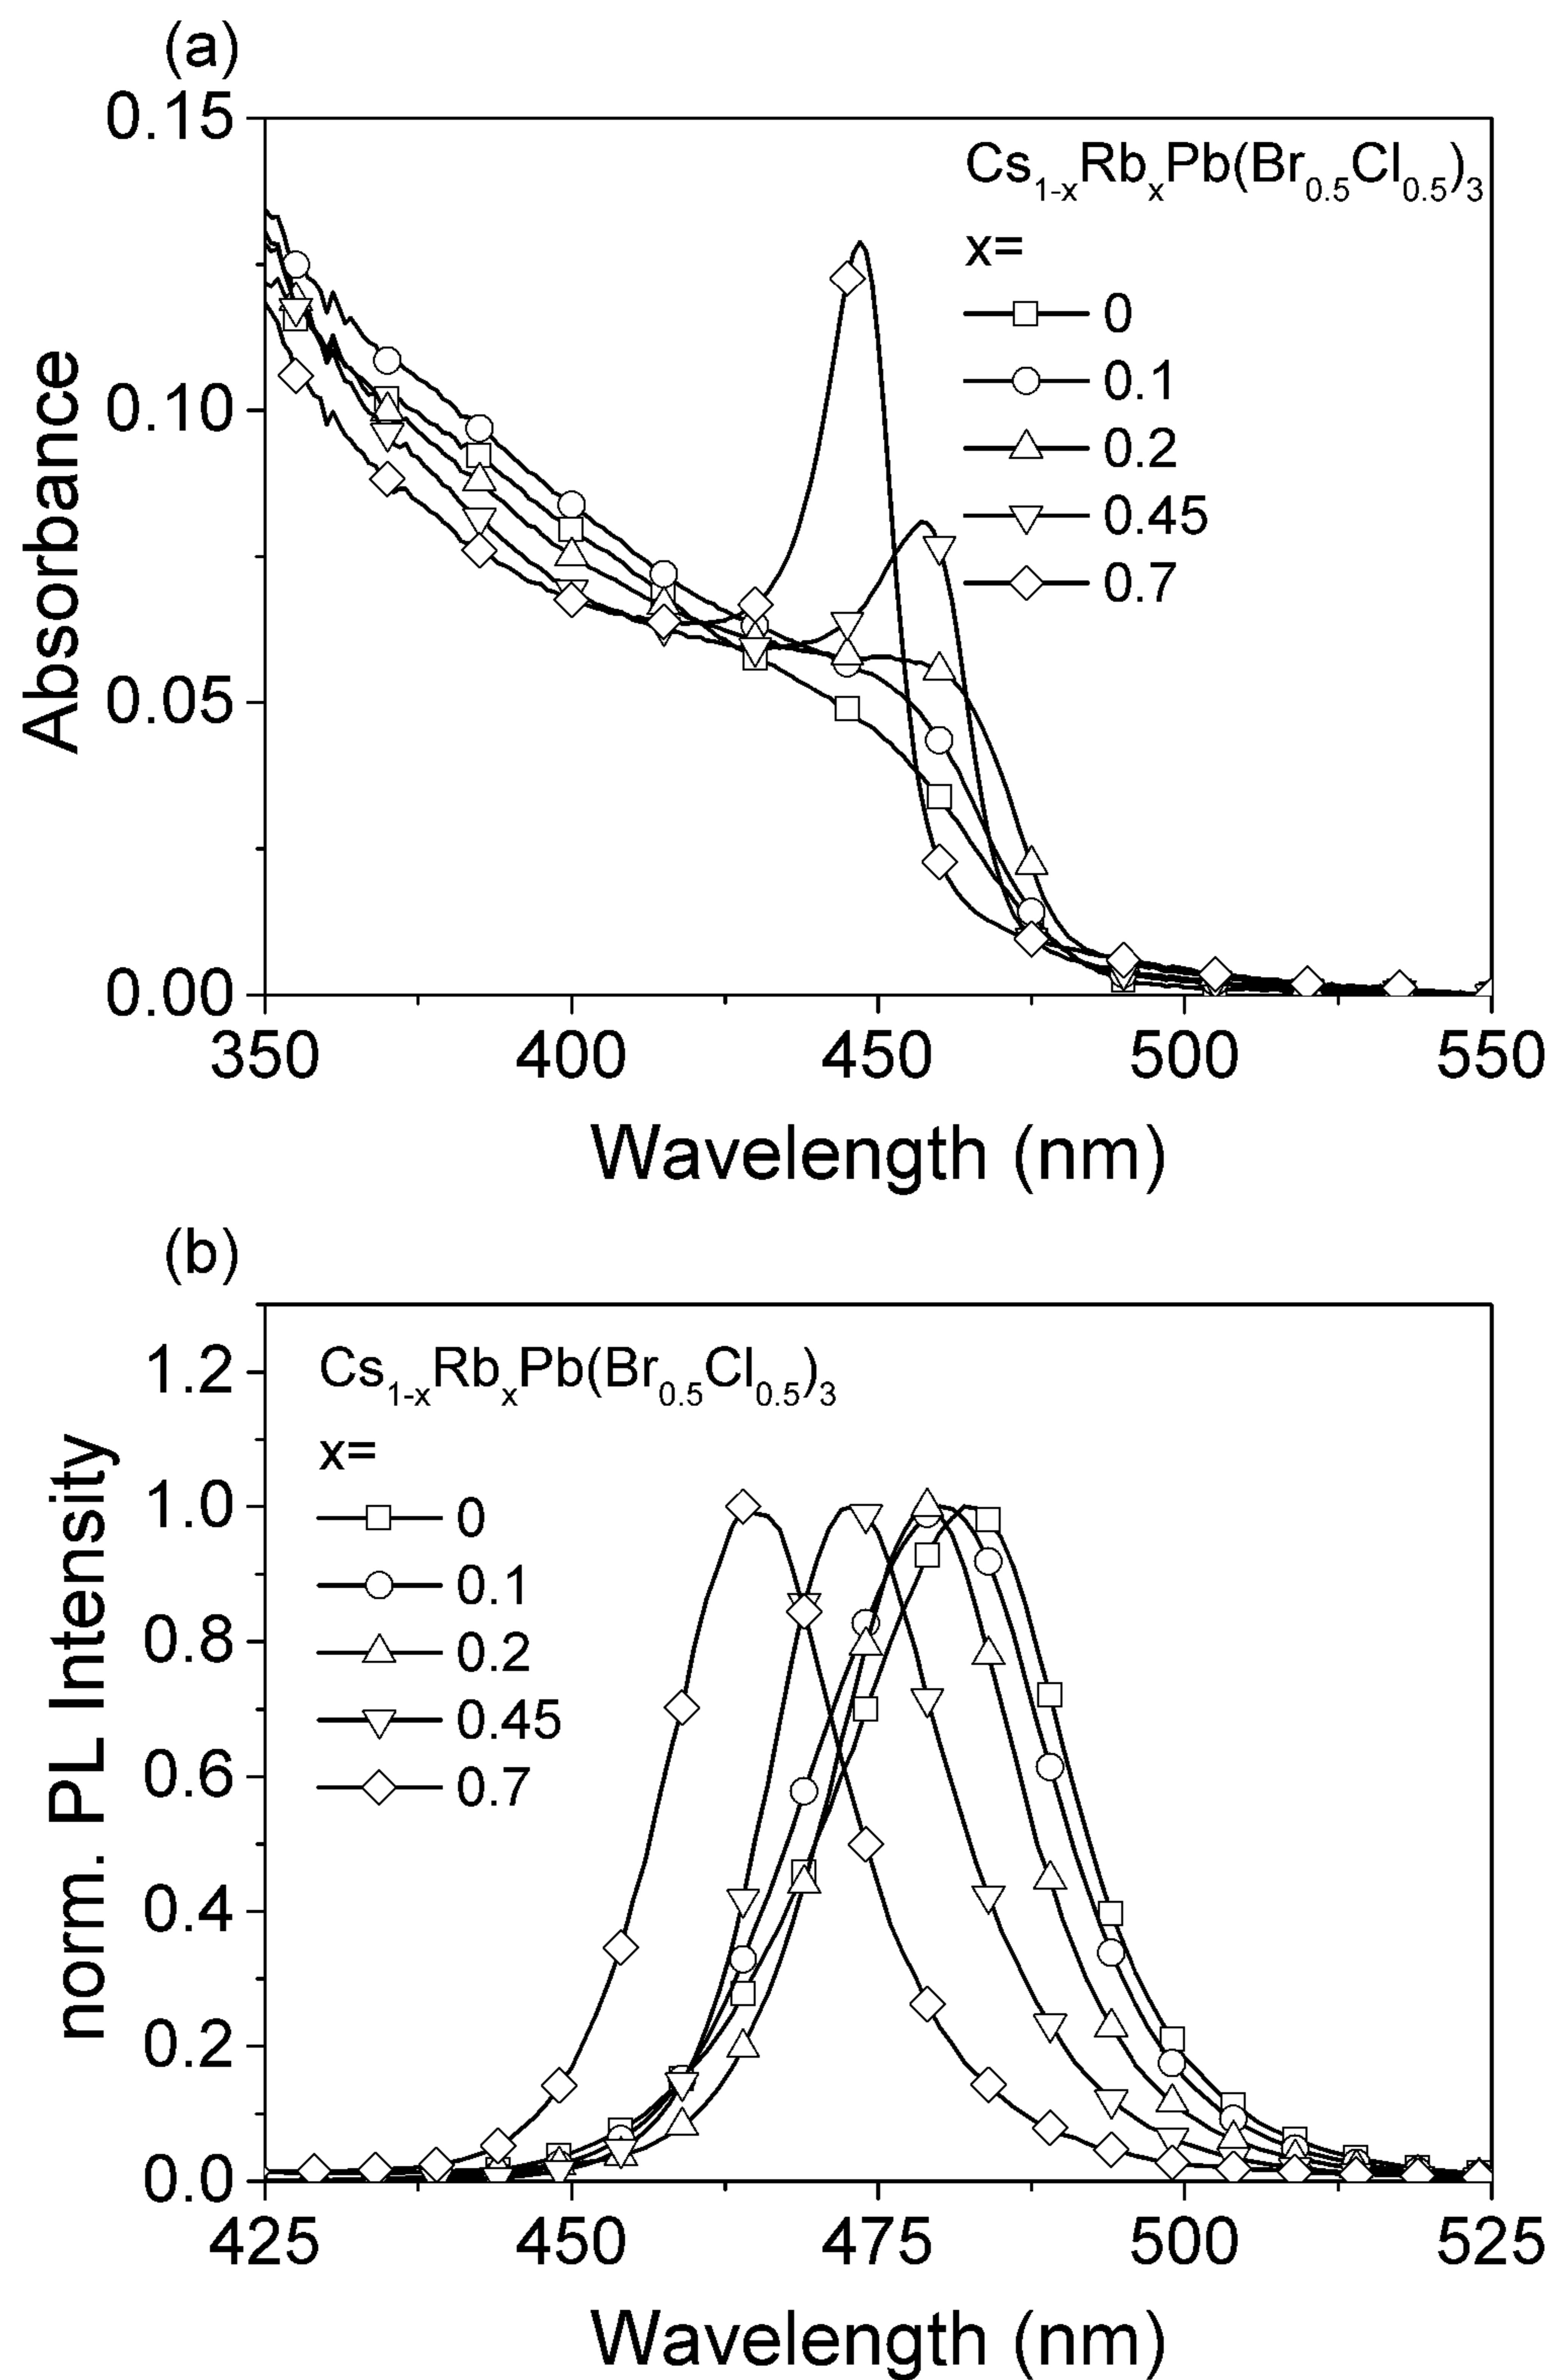 (a)
0.15
0.10
0.05
0.00
Absorbance
Cs1-xRbxPb(Br0.5Cl0.5)3
x=
0
0.1
0.2
0.45
0.7
350 400 450 500 550
Wavelength (nm)
(b)
1.2
1.0
0.8
0.6
0.4
0.2
0.0
norm. PL Intensity
Cs1-xRbxPb(Br0.5Cl0.5)3
x=
0
0.1
0.2
0.45
0.7
425 450 475 500 525
Wavelength (nm)